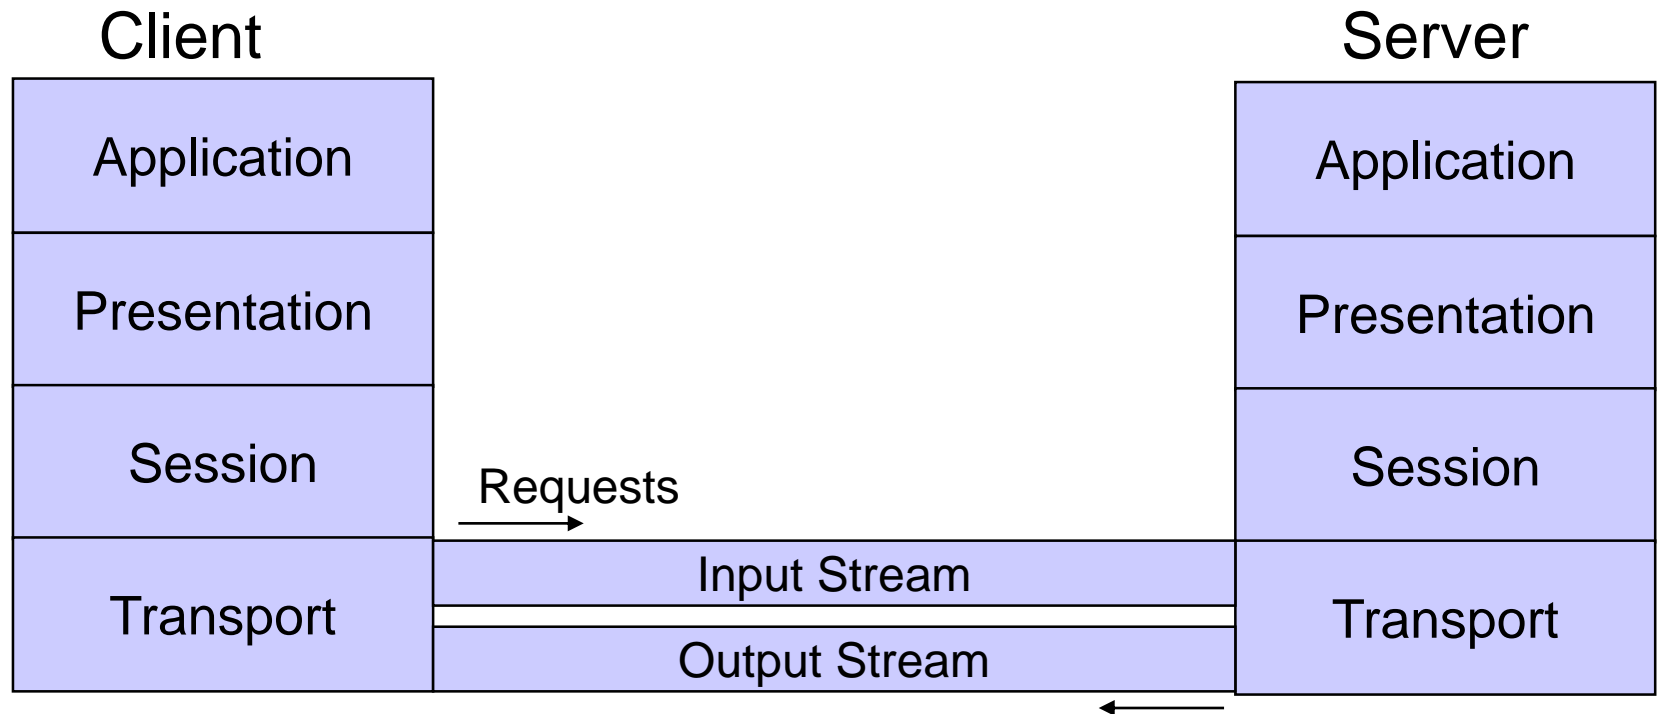 Client
Server
Application
Application
Presentation
Presentation
Session
Session
Requests
Input Stream
Transport
Transport
Output Stream